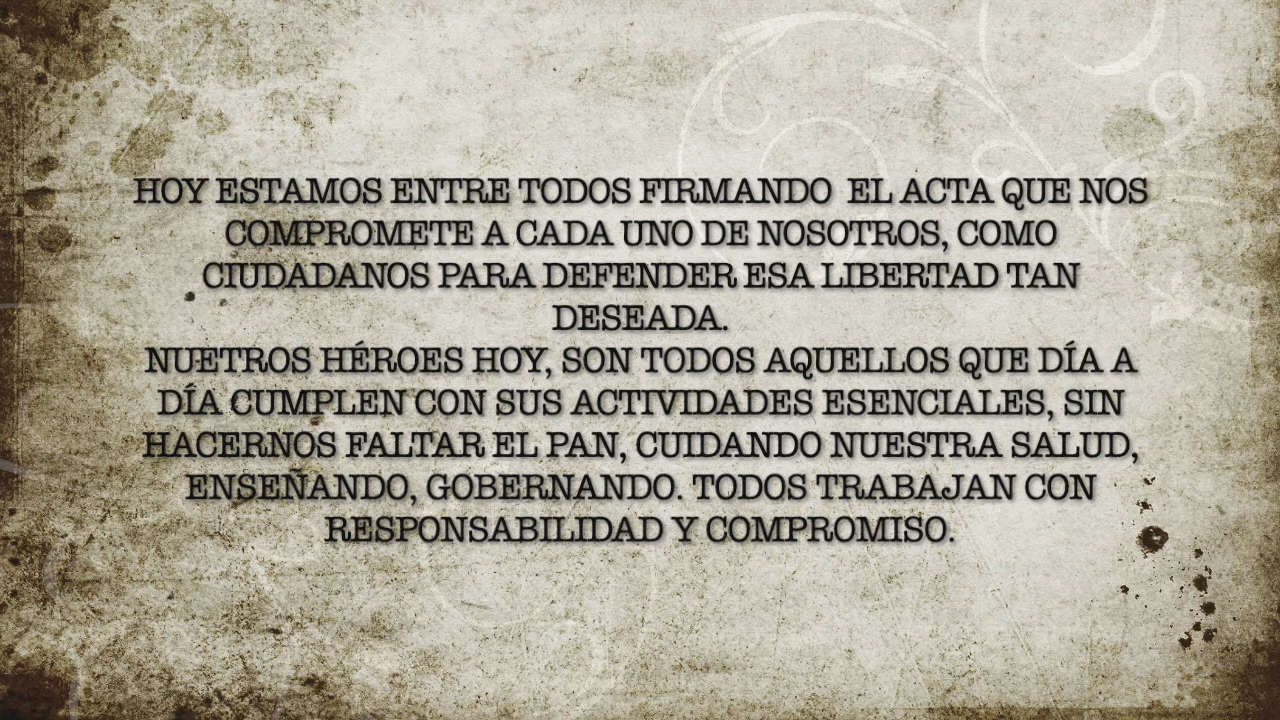 HOY ESTAMOS ENTRE TODOS FIRMANDO  EL ACTA QUE NOS
COMPROMETE A CADA UNO DE NOSOTROS, COMO
CIUDADANOS PARA DEFENDER ESA LIBERTAD TAN
DESEADA.
NUETROS HÉROES HOY, SON TODOS AQUELLOS QUE DÍA A
DÍA CUMPLEN CON SUS ACTIVIDADES ESENCIALES, SIN
HACERNOS FALTAR EL PAN, CUIDANDO NUESTRA SALUD,
ENSEÑANDO, GOBERNANDO. TODOS TRABAJAN CON
RESPONSABILIDAD Y COMPROMISO.